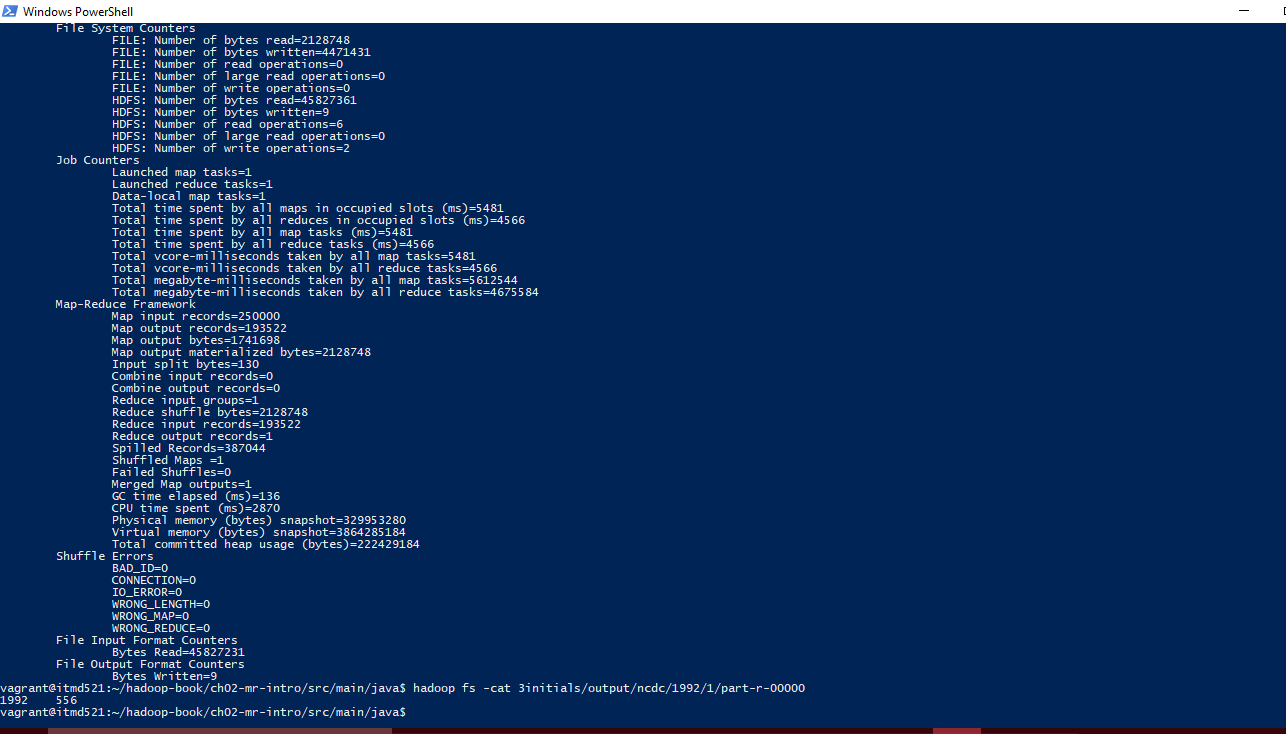 Windows PowerShell
File System Counters
FILE: Number of bytes read=2128748
FILE: Number of bytes written=4471431
FILE: Number of read operations=0
FILE: Number of large read operations=0
FILE: Number of write operations=0
HDFS: Number of bytes read=45827361
HDFS: Number of bytes written=9
HDFS: Number of read operations=6
HDFS: Number of large read operations=0
HDFS: Number of write operations=2
Job Counters
Launched map tasks=1
Launched reduce tasks=1
Data-local map tasks=1
Total time spent by all maps in occupied slots (ms)=5481
Total time spent by all reduces in occupied slots (ms)=4566
Total time spent by all map tasks (ms)=5481
Total time spent by all reduce tasks (ms)=4566
Total vcore-milliseconds taken by all map tasks=5481
Total vcore-milliseconds taken by all reduce tasks=4566
Total megabyte-milliseconds taken by all map tasks=5612544
Total megabyte-milliseconds taken by all reduce tasks=4675584
Map-Reduce Framework
Map input records=250000
Map output records=193522
Map output bytes=1741698
Map output materialized bytes=2128748
Input split bytes=130
Combine input records=0
Combine output records=0
Reduce input groups=1
Reduce shuffle bytes=2128748
Reduce input records=193522
Reduce output records=1
Spilled Records=387044
Shuffled Maps =1
Failed Shuffles=0
Merged Map outputs=1
GC time elapsed (ms)=136
CPU time spent (ms)=2870
Physical memory (bytes) snapshot=329953280
Virtual memory (bytes) snapshot=3864285184
Total committed heap usage (bytes)=222429184
Shuffle Errors
BAD_ID=0
CONNECTION=0
IO_ERROR=0
WRONG_LENGTH=0
WRONG_MAP=0
WRONG_REDUCE=0
File Input Format Counters
Bytes Read=45827231
File Output Format Counters
Bytes Written=9
vagrant@itmd521:~/hadoop-book/ch02-mr-intro/src/main/java$ hadoop fs -cat 3initials/output/ncdc/1992/1/part-r-00000
1992 556
vagrant@itmd521:~/hadoop-book/ch02-mr-intro/src/main/java$